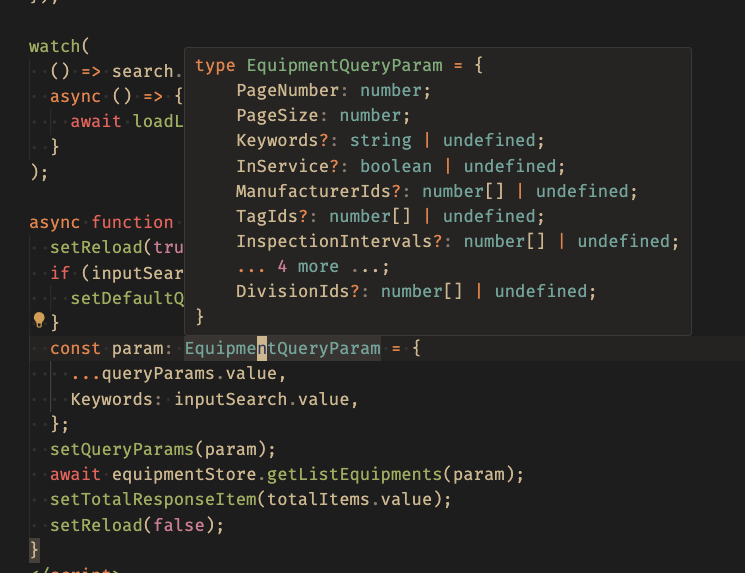 });
watch(
() => search.
async () => {
await loadL
}
);
async function
setReload(tru
if (inputSear
setDefaultQ
}
type EquipmentQueryParam = {
PageNumber: number;
PageSize: number;
Keywords?: string | undefined;
InService?: boolean | undefined;
ManufacturerIds?: number[] | undefined;
TagIds?: number[] | undefined;
InspectionIntervals?: number[] | undefined;
... 4 more ...;
DivisionIds?: number[] | undefined;
}
const param: EquipmentQueryParam = {
...queryParams.value,
Keywords: inputSearch.value,
};
setQueryParams(param);
await equipmentStore.getListEquipments(param);
setTotalResponseItem(totalItems.value);
setReload(false);
}
</script>